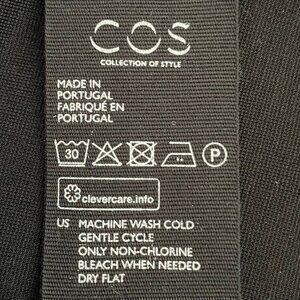 COS
COLLECTION OF STYLE
MADE IN
PORTUGAL
FABRIQUÉ EN
PORTUGAL
30 P
clevercare.info
US MACHINE WASH COLD
GENTLE CYCLE
ONLY NON-CHLORINE
BLEACH WHEN NEEDED
DRY FLAT